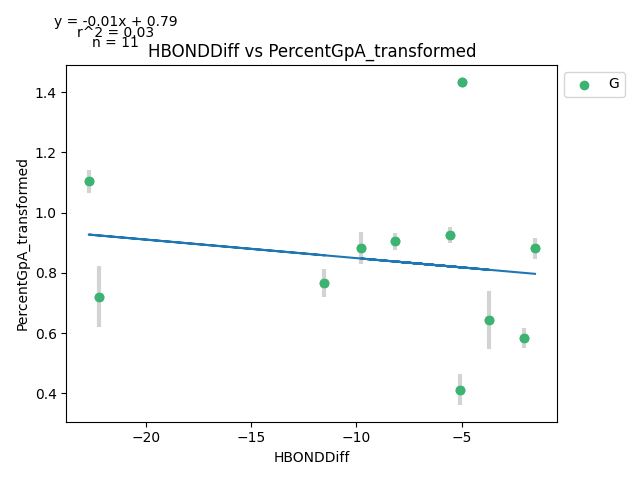 y = -0.01x + 0.79
r^2 = 0.03
n = 11
HBONDDiff vs PercentGpA_transformed
G
PercentGpA_transformed
1.4
1.2
1.0
0.8
0.6
0.4
−20
−15
−10
−5
HBONDDiff